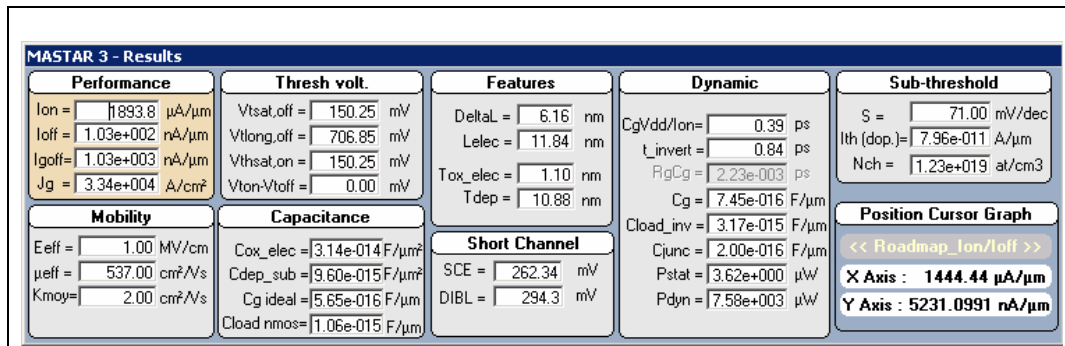 MASTAR 3 - Results
Performance
Ion = 1893.8 µA/µm
Ioff = 1.03e+002 nA/µm
Igoff= 1.03e+003 nA/µm
Jg = 3.34e+004 A/cm²
Thresh volt.
Vtsat,off = 150.25 mV
Vtlong,off = 706.85 mV
Vthsat,on = 150.25 mV
Vton-Vtoff = 0.00 mV
Features
DeltaL = 6.16 nm
Lelec = 11.84 nm
Tox_elec = 1.10 nm
Tdep = 10.88 nm
Dynamic
CgVdd/Ion= 0.39 ps
t_invert = 0.84 ps
RgCg = 2.23e-003 ps
Cg = 7.45e-016 F/µm
Cload_inv = 3.17e-015 F/µm
Cjunc = 2.00e-016 F/µm
Pstat = 3.62e+000 µW
Pdyn = 7.58e+003 µW
Sub-threshold
S = 71.00 mV/dec
Ith (dop.)= 7.96e-011 A/µm
Nch = 1.23e+019 at/cm3
Mobility
Eeff = 1.00 MV/cm
µeff = 537.00 cm²/Vs
Kmoy= 2.00 cm²/Vs
Capacitance
Cox_elec = 3.14e-014 F/µm²
Cdep_sub = 9.60e-015 F/µm²
Cg ideal = 5.65e-016 F/µm
Cload nmos= 1.06e-015 F/µm
Short Channel
SCE = 262.34 mV
DIBL = 294.3 mV
Position Cursor Graph
<< Roadmap_Ion/Ioff >>
X Axis : 1444.44 µA/µm
Y Axis : 5231.0991 nA/µm